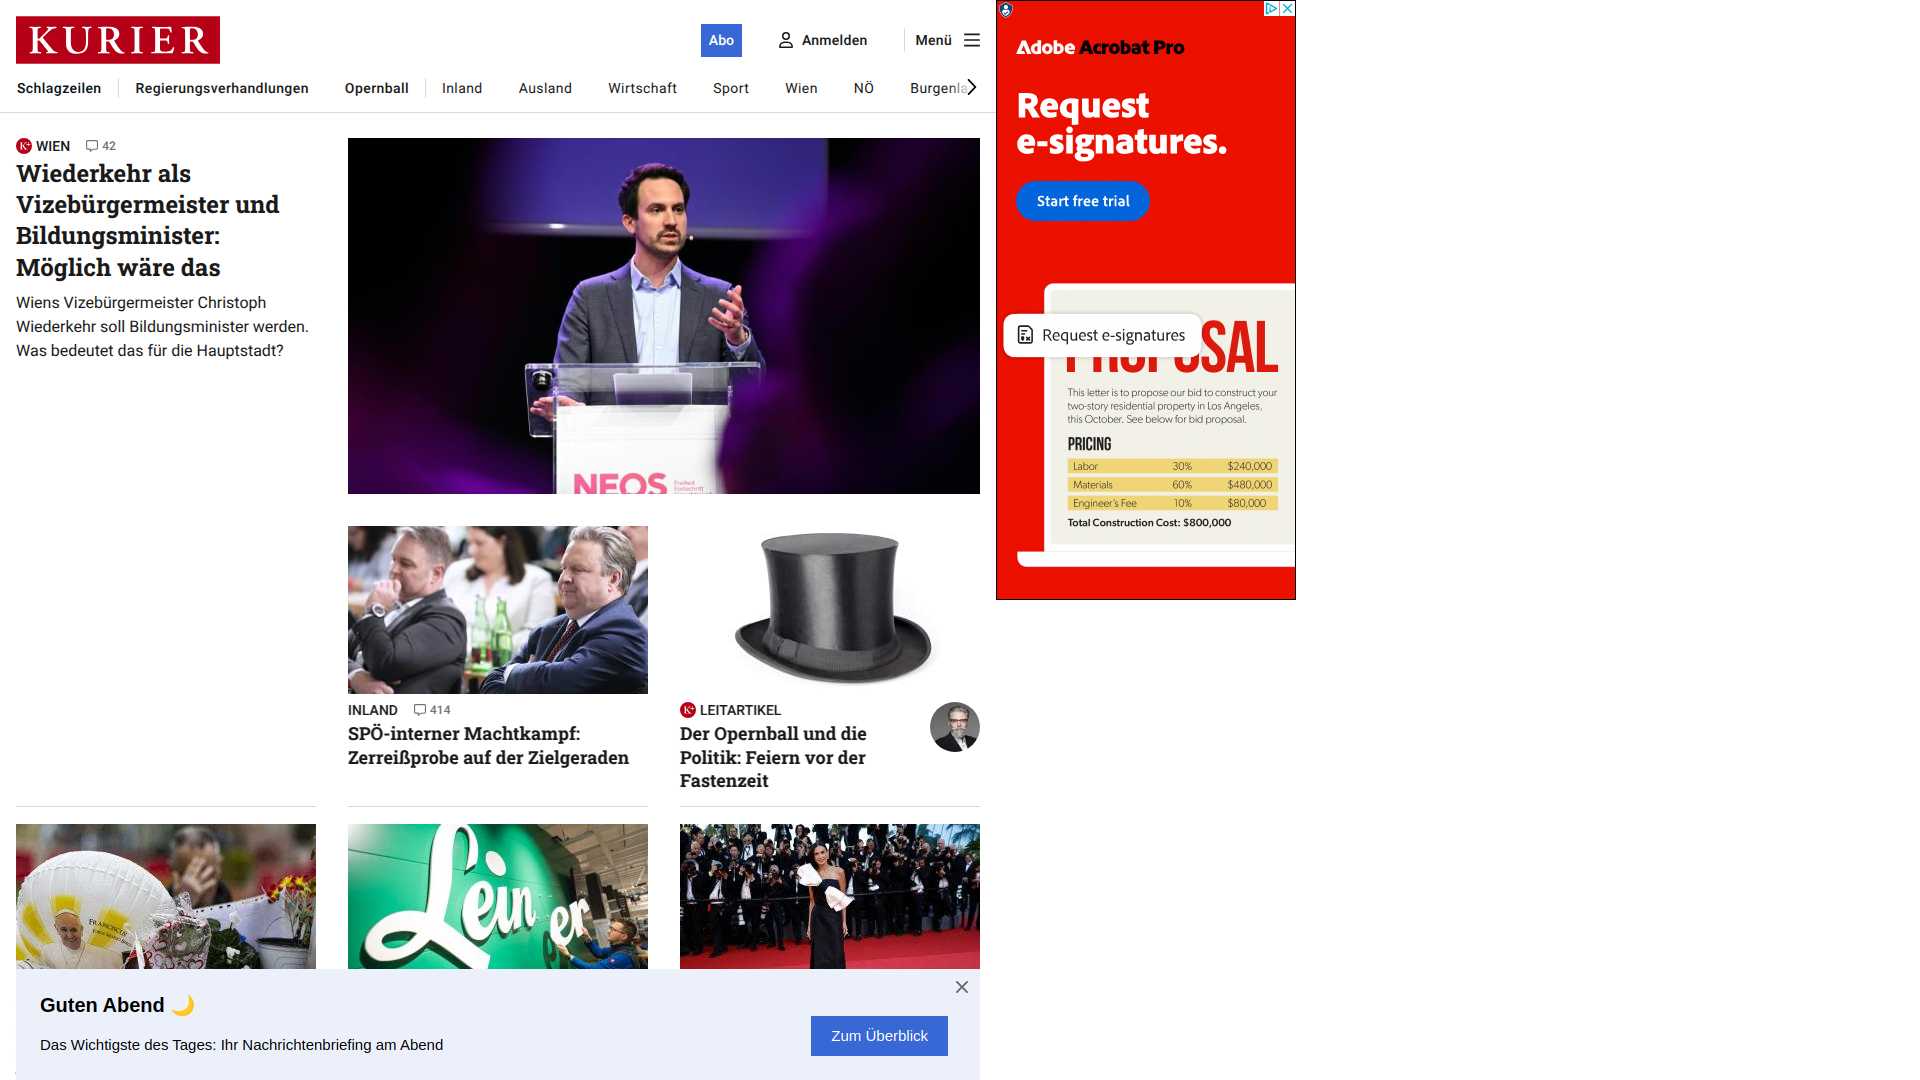 KURIER
Abo
Anmelden
Menü
Schlagzeilen
Regierungsverhandlungen
Opernball
Inland
Ausland
Wirtschaft
Sport
Wien
NÖ
WIEN
42
Wiederkehr als
Vizebürgermeister und
Bildungsminister:
Möglich wäre das
Wiens Vizebürgermeister Christoph
Wiederkehr soll Bildungsminister werden.
Was bedeutet das für die Hauptstadt?
NEOS
INLAND
414
SPÖ-interner Machtkampf:
Zerreißprobe auf der Zielgeraden
LEITARTIKEL
Der Opernball und die
Politik: Feiern vor der
Fastenzeit
Leiner
Guten Abend 🌙
Das Wichtigste des Tages: Ihr Nachrichtenbriefing am Abend
Zum Überblick
Adobe Acrobat Pro
Request
e-signatures.
Start free trial
Request e-signatures
This letter is to propose our bid to construct your
two-story residential property in Los Angeles,
this October. See below for bid proposal.
PRICING
Labor 30% $240,000
Materials 60% $480,000
Engineer's Fee 10% $80,000
Total Construction Cost: $800,000